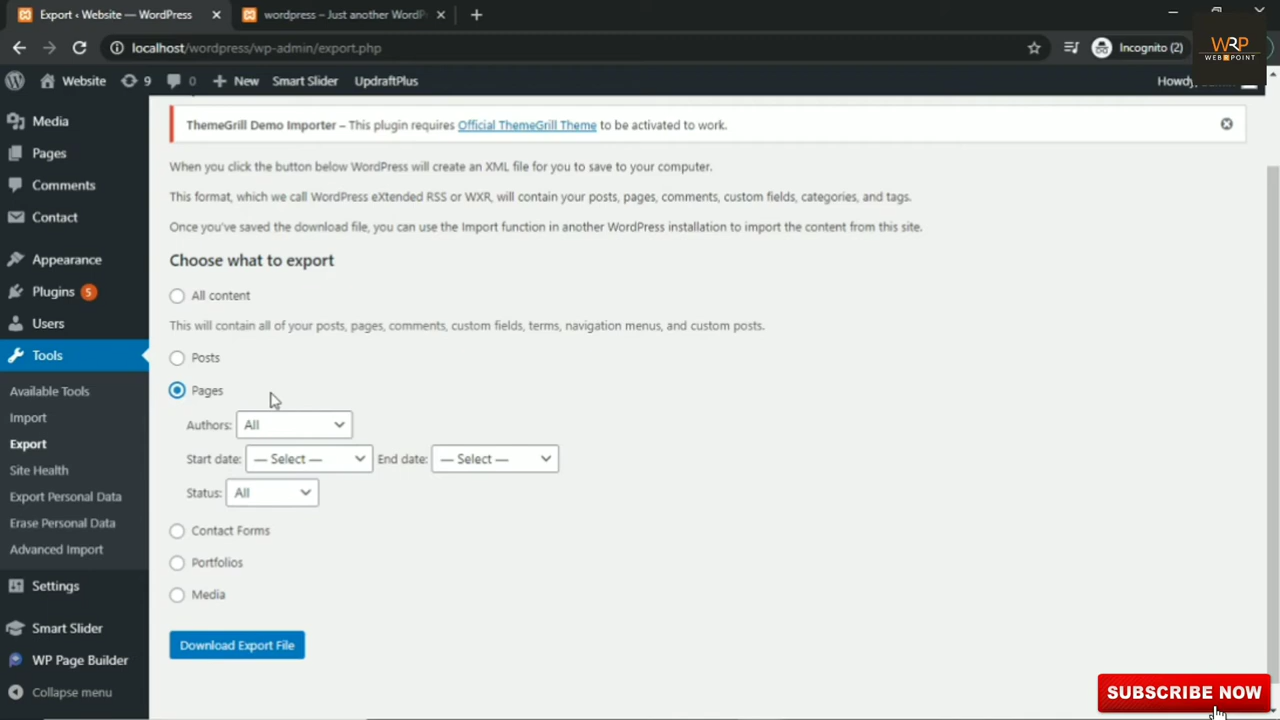 Export ‹ Website — WordPress
wordpress – Just another WordP
localhost/wordpress/wp-admin/export.php
Incognito (2)
WRP
WEB POINT
Website
9
0
New
Smart Slider
UpdraftPlus
Howdy,
Media
Pages
Comments
Contact
Appearance
Plugins 5
Users
Tools
Available Tools
Import
Export
Site Health
Export Personal Data
Erase Personal Data
Advanced Import
Settings
Smart Slider
WP Page Builder
Collapse menu
ThemeGrill Demo Importer – This plugin requires Official ThemeGrill Theme to be activated to work.
When you click the button below WordPress will create an XML file for you to save to your computer.
This format, which we call WordPress eXtended RSS or WXR, will contain your posts, pages, comments, custom fields, categories, and tags.
Once you've saved the download file, you can use the Import function in another WordPress installation to import the content from this site.
Choose what to export
All content
This will contain all of your posts, pages, comments, custom fields, terms, navigation menus, and custom posts.
Posts
Pages
Authors: All
Start date: — Select — End date: — Select —
Status: All
Contact Forms
Portfolios
Media
Download Export File
SUBSCRIBE NOW